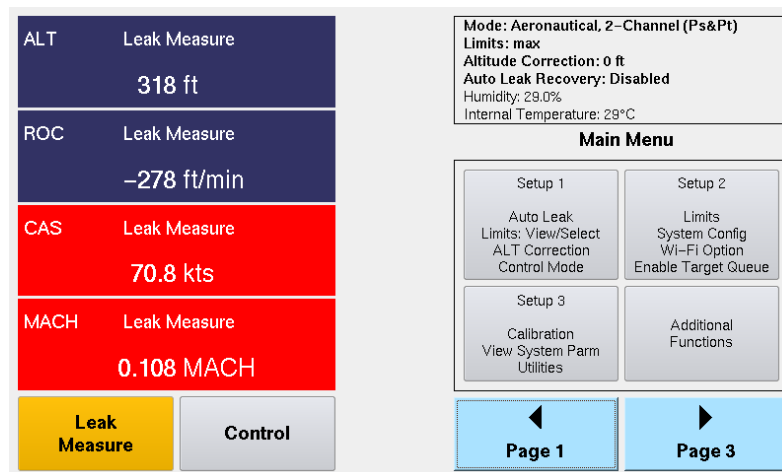 ALT Leak Measure
318 ft
ROC Leak Measure
−278 ft/min
CAS Leak Measure
70.8 kts
MACH Leak Measure
0.108 MACH
Leak
Measure
Control
Mode: Aeronautical, 2−Channel (Ps&Pt)
Limits: max
Altitude Correction: 0 ft
Auto Leak Recovery: Disabled
Humidity: 29.0%
Internal Temperature: 29°C
Main Menu
Setup 1
Auto Leak
Limits: View/Select
ALT Correction
Control Mode
Setup 2
Limits
System Config
Wi−Fi Option
Enable Target Queue
Setup 3
Calibration
View System Parm
Utilities
Additional
Functions
Page 1
Page 3